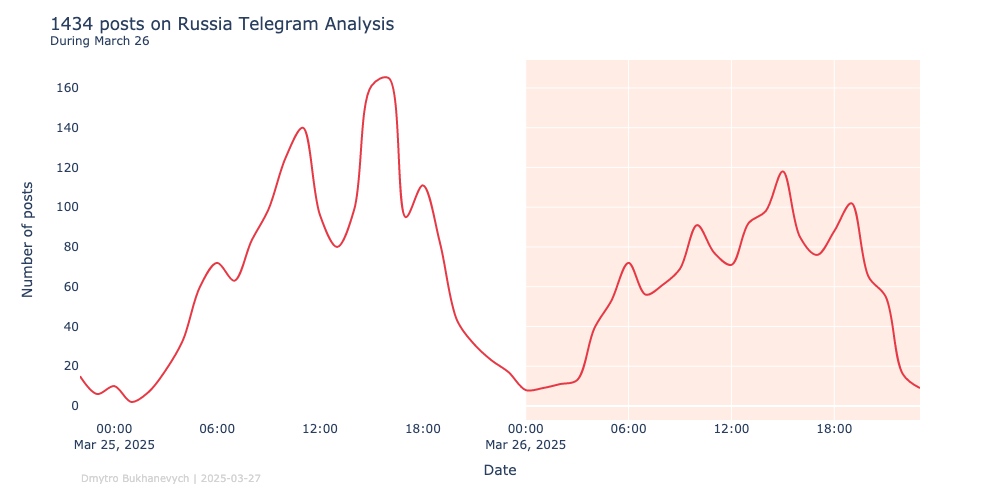 1434 posts on Russia Telegram Analysis
During March 26
Number of posts
160
140
120
100
80
60
40
20
0
00:00 06:00 12:00 18:00 00:00 06:00 12:00 18:00
Mar 25, 2025 Mar 26, 2025
Date
Dmytro Bukhanevych | 2025-03-27